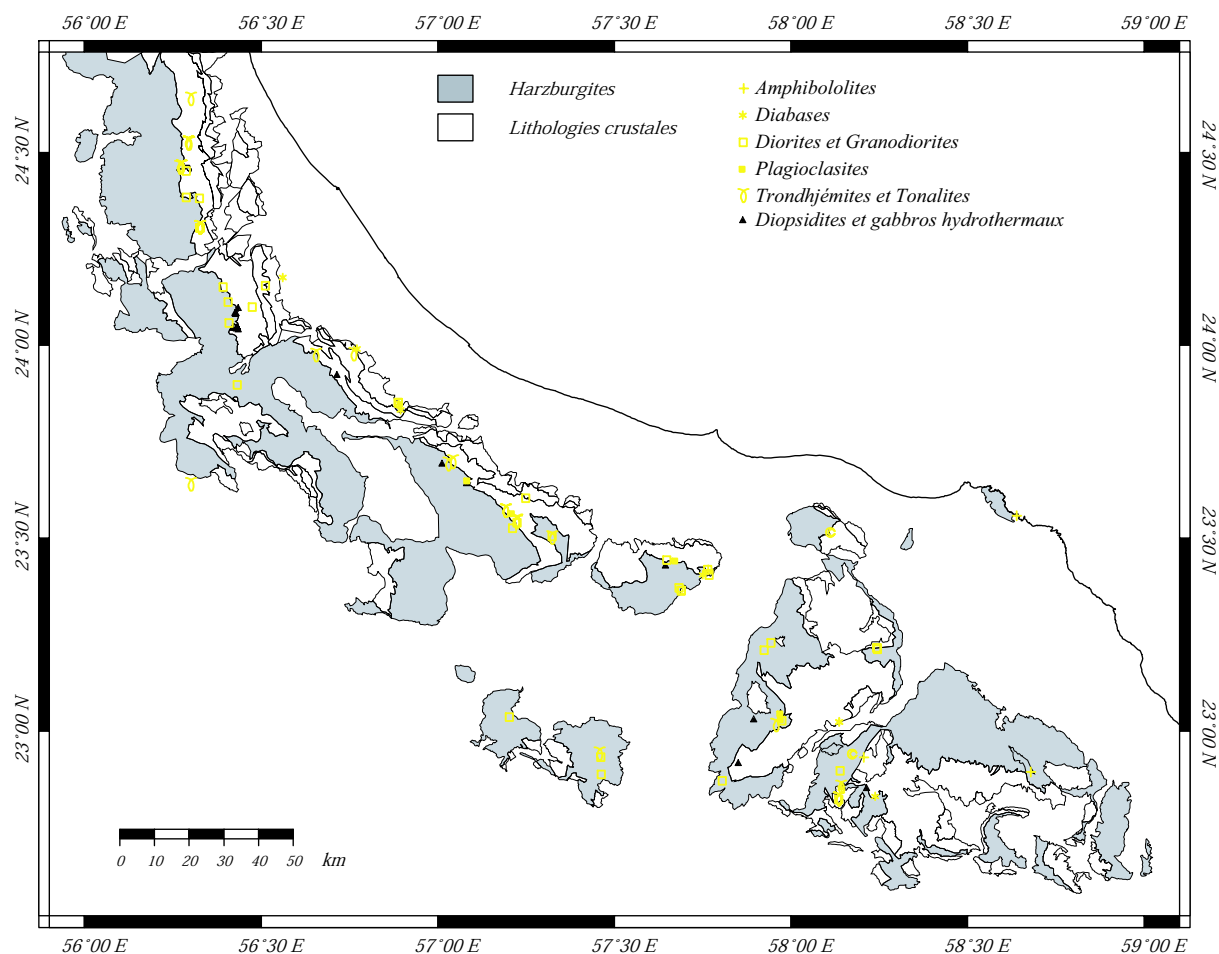 56°00 E 56°30 E 57°00 E 57°30 E 58°00 E 58°30 E 59°00 E
Harzburgites
Lithologies crustales
Amphibololites
Diabases
Diorites et Granodiorites
Plagioclasites
Trondhjémites et Tonalites
Diopsidites et gabbros hydrothermaux
24°30 N
24°00 N
23°30 N
23°00 N
24°30 N
24°00 N
23°30 N
23°00 N
0 10 20 30 40 50 km
56°00 E 56°30 E 57°00 E 57°30 E 58°00 E 58°30 E 59°00 E